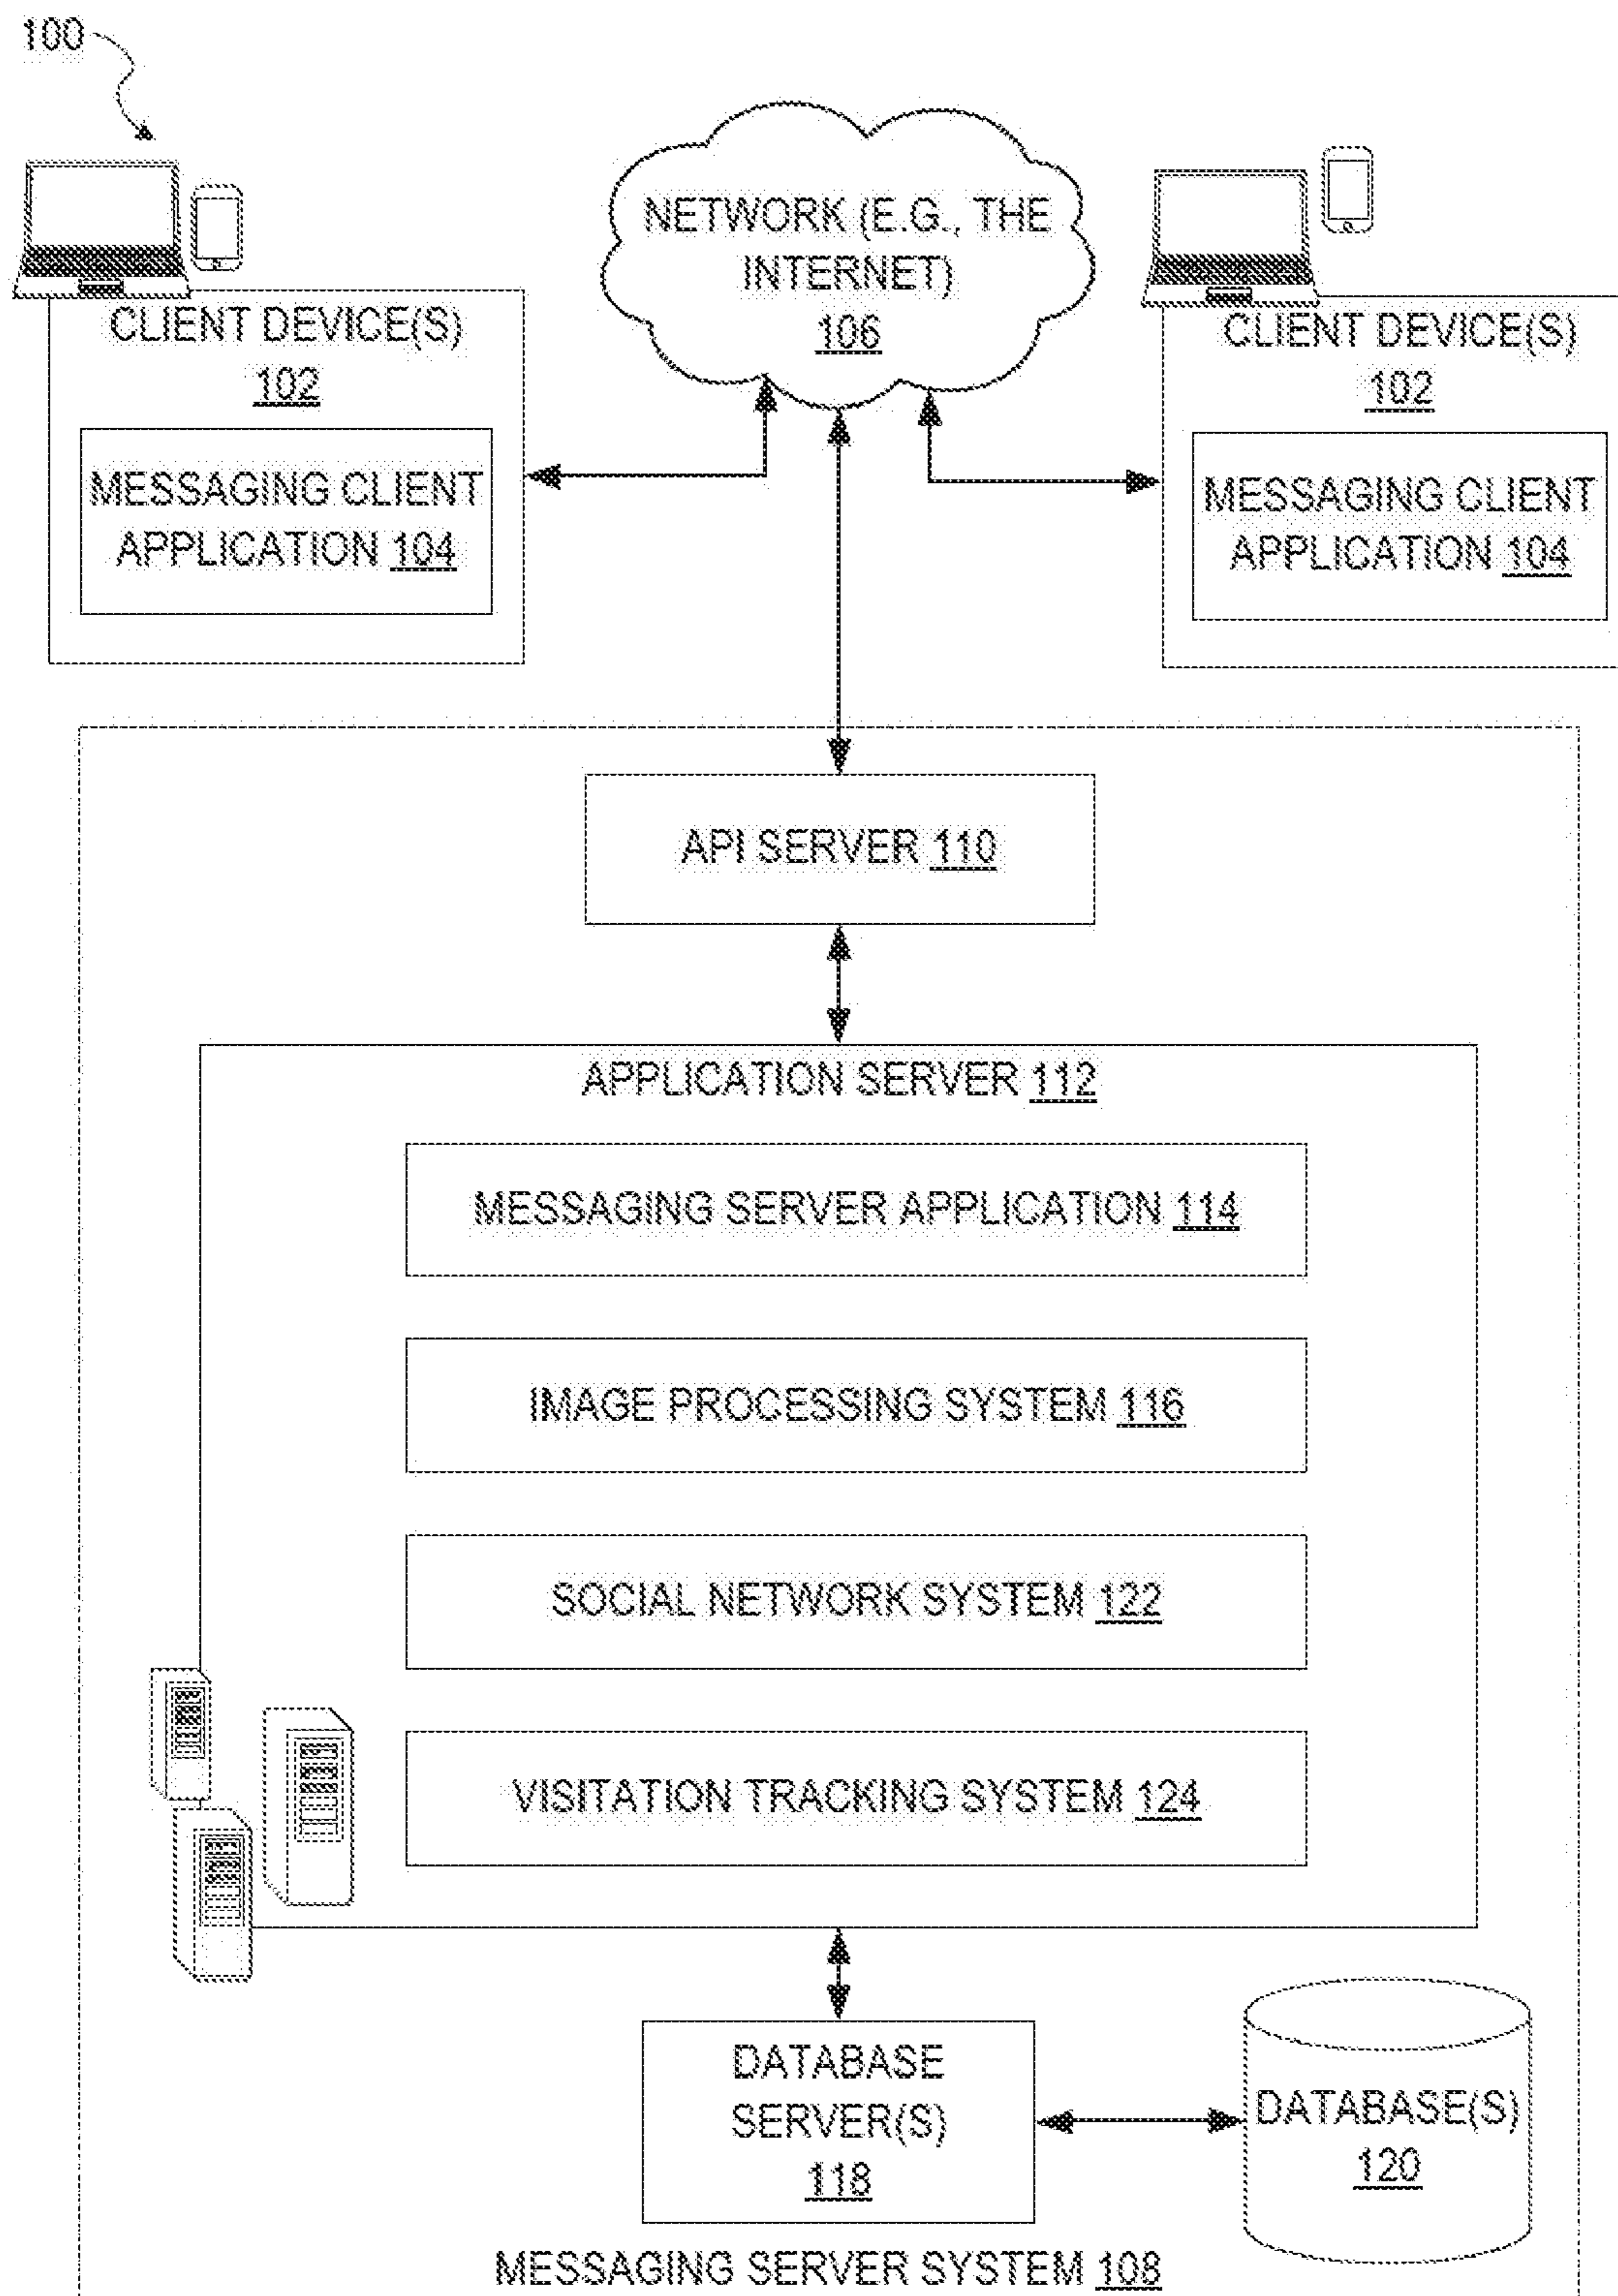 100
NETWORK (E.G., THE
INTERNET)
106
CLIENT DEVICE(S)
102
MESSAGING CLIENT
APPLICATION 104
CLIENT DEVICE(S)
102
MESSAGING CLIENT
APPLICATION 104
API SERVER 110
APPLICATION SERVER 112
MESSAGING SERVER APPLICATION 114
IMAGE PROCESSING SYSTEM 116
SOCIAL NETWORK SYSTEM 122
VISITATION TRACKING SYSTEM 124
DATABASE
SERVER(S)
118
DATABASE(S)
120
MESSAGING SERVER SYSTEM 108